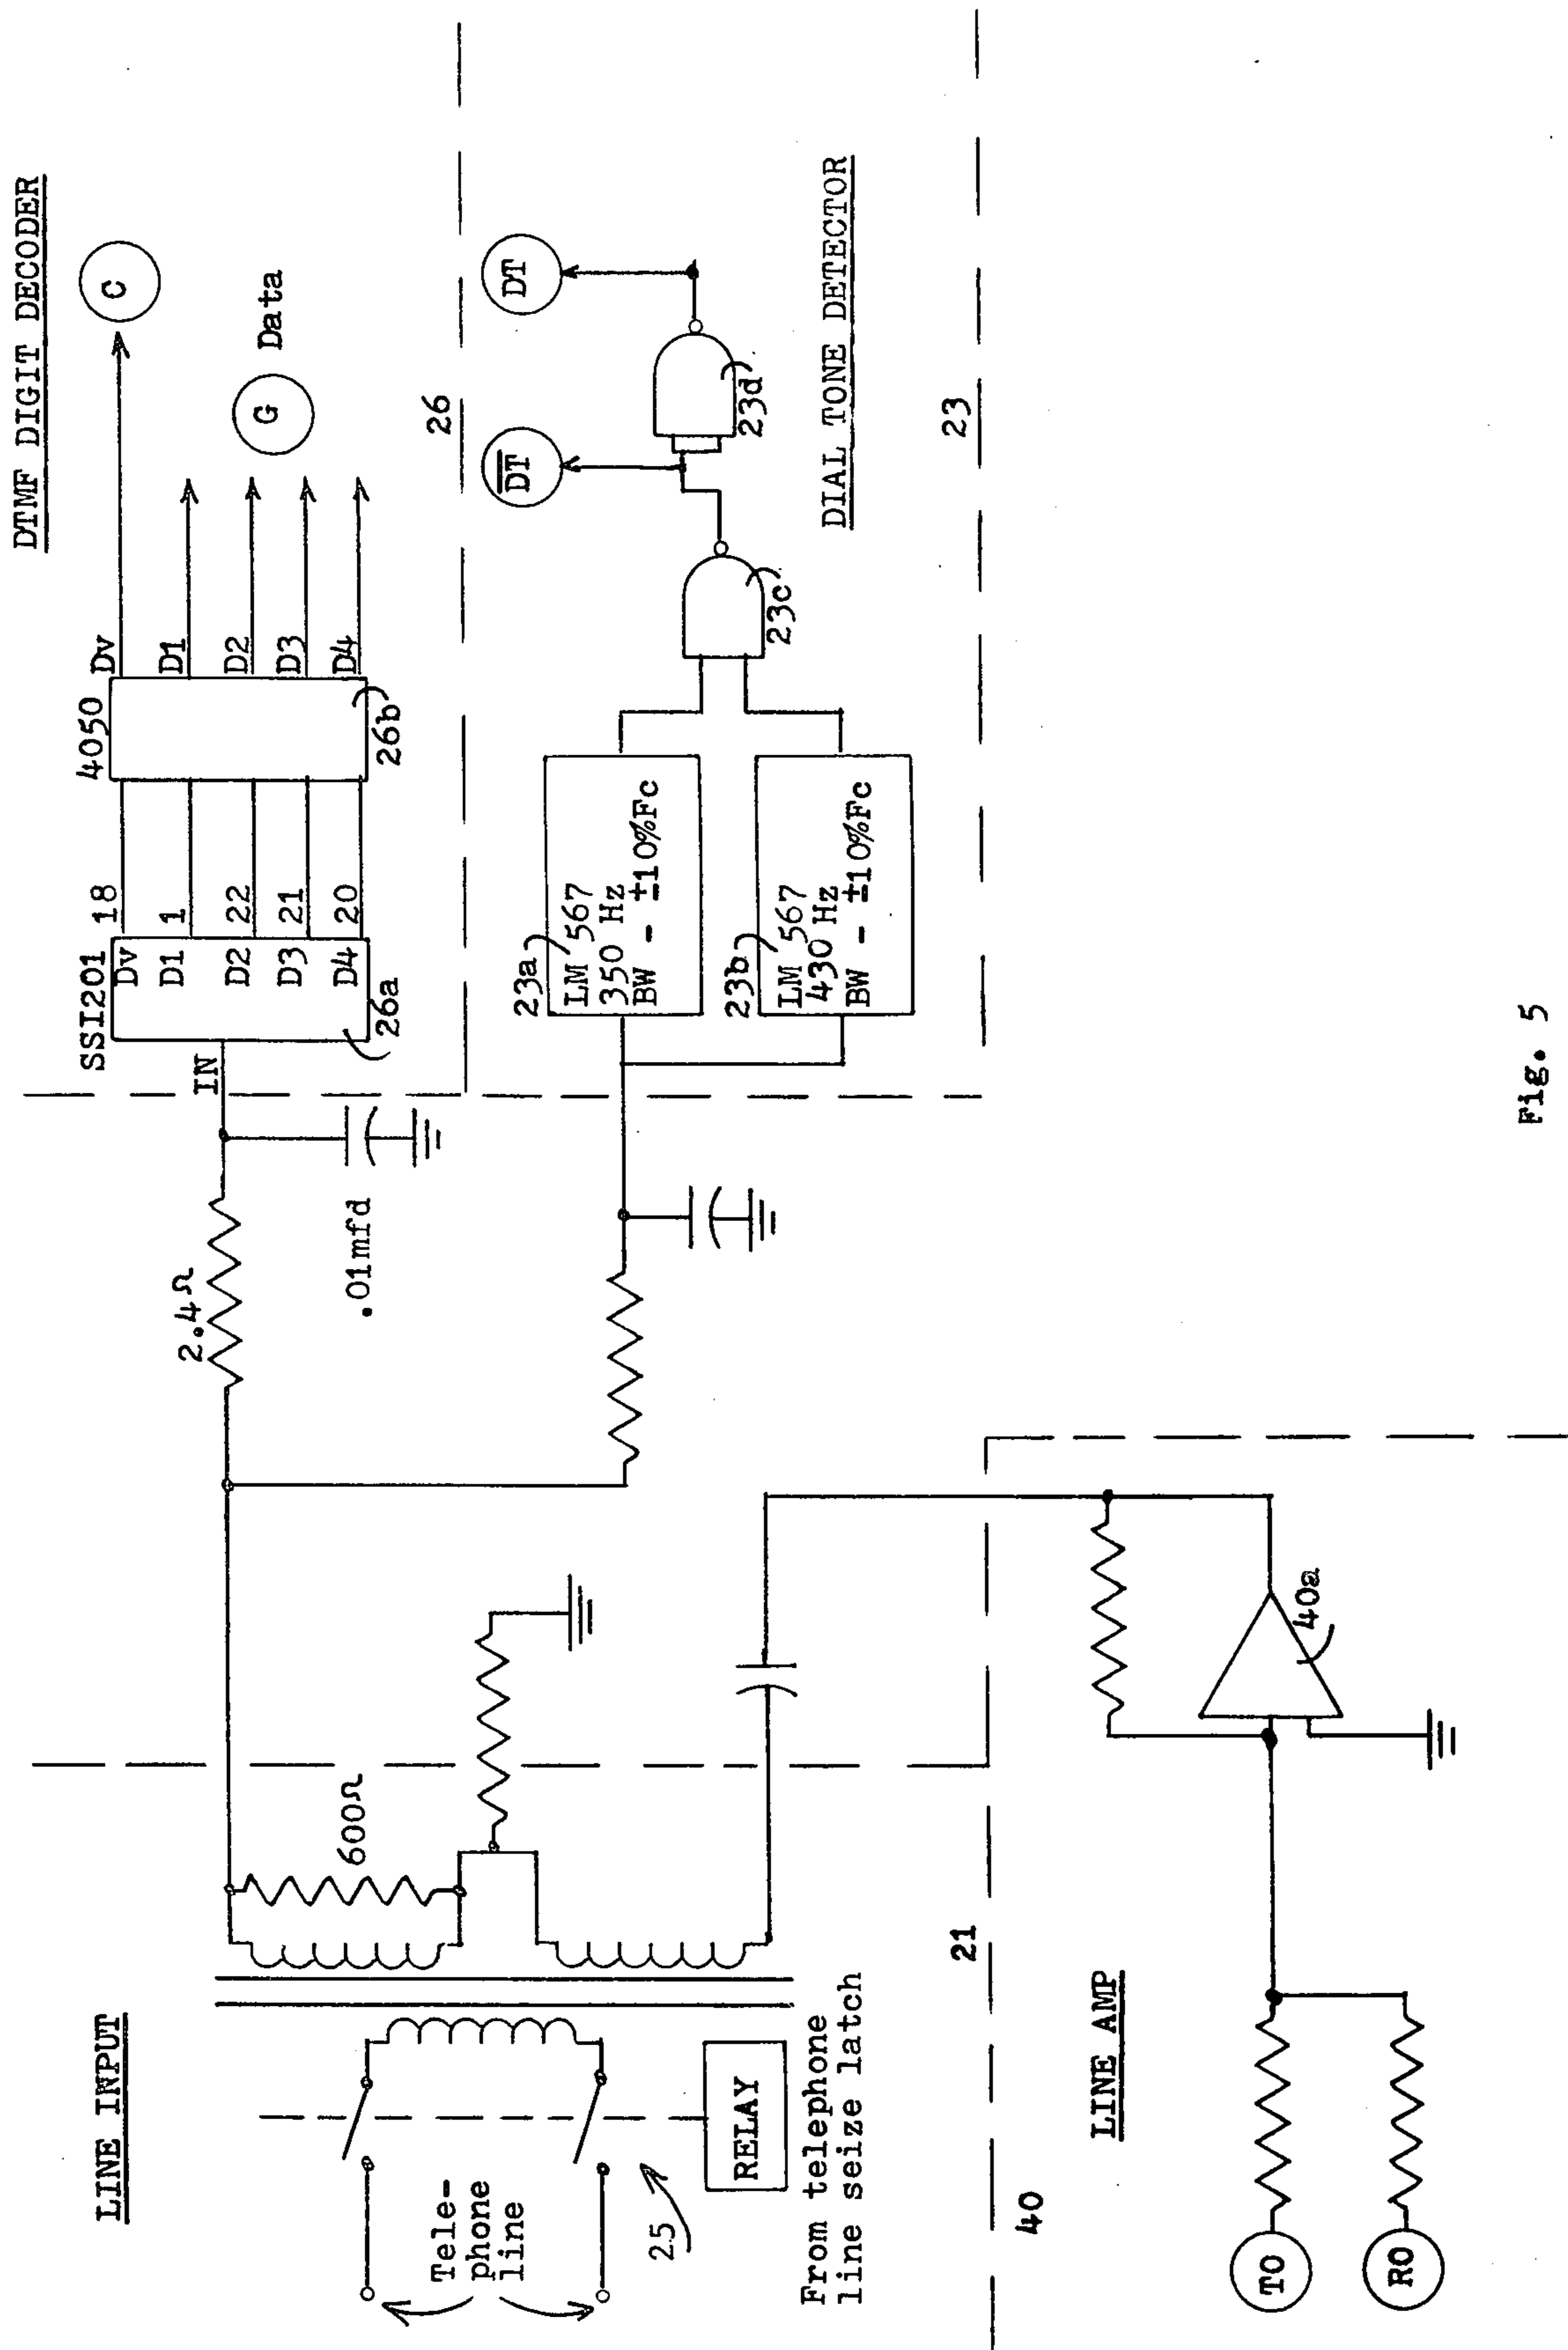 LINE INPUT
Tele-
phone
line
25
RELAY
From telephone
line seize latch
600Ω
21
40
LINE AMP
TO
RO
40a
2.4Ω
.01mfd
DTMF DIGIT DECODER
IN
SSI201
Dv
D1
D2
D3
D4
26a
18
1
22
21
20
4050
26b
Dv
D1
D2
D3
D4
C
G
Data
26
23a
LM 567
350 Hz
BW - ±10%Fc
23b
LM 567
430 Hz
BW - ±10%Fc
23c
D̅T̅
23d
DT
DIAL TONE DETECTOR
23
Fig. 5